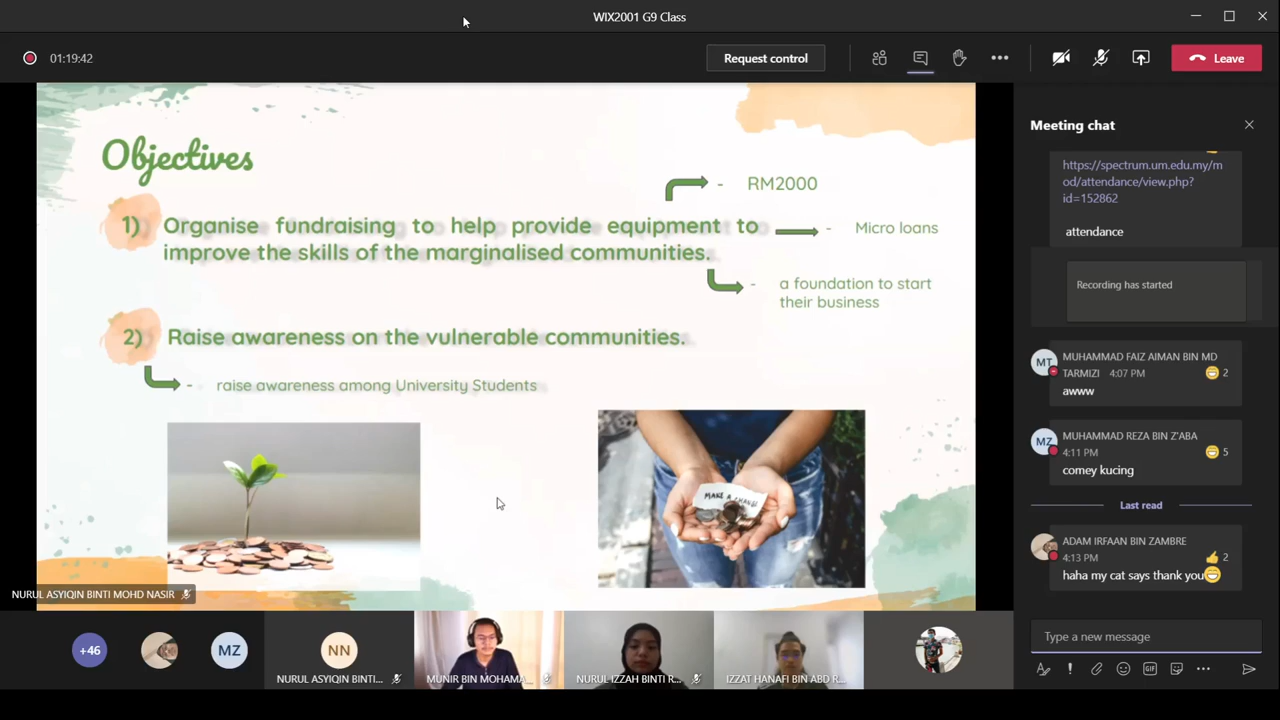 WIX2001 G9 Class
01:19:42
Request control
Leave
Objectives
- RM2000
1) Organise fundraising to help provide equipment to
improve the skills of the marginalised communities.
- Micro loans
- a foundation to start
their business
2) Raise awareness on the vulnerable communities.
- raise awareness among University Students
MAKE A CHANGE
NURUL ASYIQIN BINTI MOHD NASIR
+46
MZ
NN
NURUL ASYIQIN BINTI...
MUNIR BIN MOHAMA...
NURUL IZZAH BINTI R...
IZZAT HANAFI BIN ABD R...
Meeting chat
https://spectrum.um.edu.my/m
od/attendance/view.php?
id=152862
attendance
Recording has started
MT
MUHAMMAD FAIZ AIMAN BIN MD
TARMIZI 4:07 PM 2
awww
MZ
MUHAMMAD REZA BIN Z'ABA
4:11 PM 5
comey kucing
Last read
ADAM IRFAAN BIN ZAMBRE
4:13 PM 2
haha my cat says thank you
Type a new message
GIF